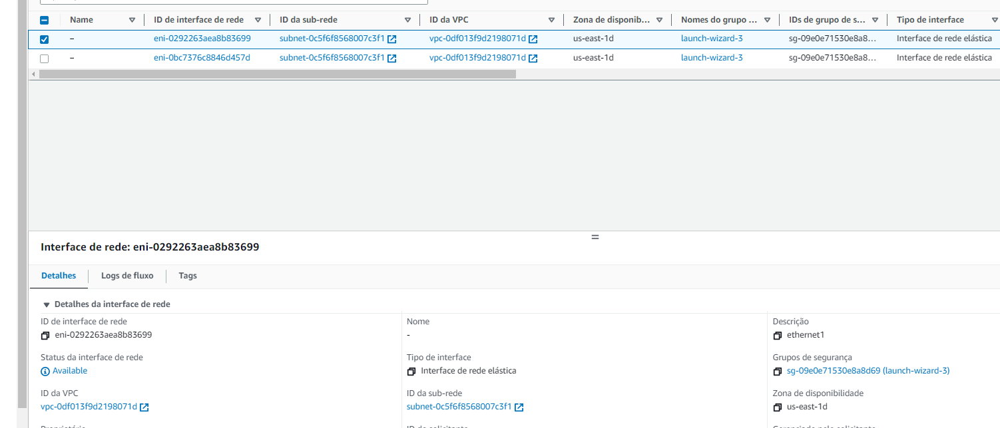 Name ID de interface de rede ID da sub-rede ID da VPC Zona de disponib... Nomes do grupo ... IDs de grupo de s... Tipo de interface
– eni-0292263aea8b83699 subnet-0c5f6f8568007c3f1 vpc-0df013f9d2198071d us-east-1d launch-wizard-3 sg-09e0e71530e8a8... Interface de rede elástica
– eni-0bc7376c8846d457d subnet-0c5f6f8568007c3f1 vpc-0df013f9d2198071d us-east-1d launch-wizard-3 sg-09e0e71530e8a8... Interface de rede elástica
Interface de rede: eni-0292263aea8b83699
Detalhes Logs de fluxo Tags
Detalhes da interface de rede
ID de interface de rede Nome Descrição
eni-0292263aea8b83699 - ethernet1
Status da interface de rede Tipo de interface Grupos de segurança
Available Interface de rede elástica sg-09e0e71530e8a8d69 (launch-wizard-3)
ID da VPC ID da sub-rede Zona de disponibilidade
vpc-0df013f9d2198071d subnet-0c5f6f8568007c3f1 us-east-1d